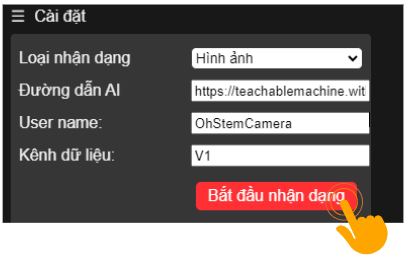 ☰ Cài đặt
Loại nhận dạng Hình ảnh
Đường dẫn AI https://teachablemachine.wit
User name: OhStemCamera
Kênh dữ liệu: V1
Bắt đầu nhận dạng